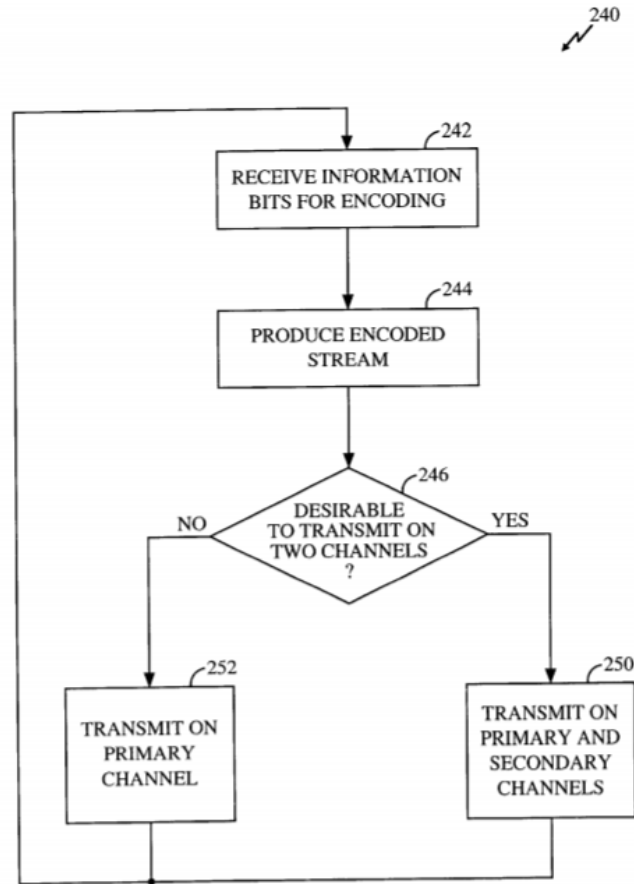 240
242
RECEIVE INFORMATION
BITS FOR ENCODING
244
PRODUCE ENCODED
STREAM
246
DESIRABLE
TO TRANSMIT ON
TWO CHANNELS
?
NO
YES
252
TRANSMIT ON
PRIMARY
CHANNEL
250
TRANSMIT ON
PRIMARY AND
SECONDARY
CHANNELS